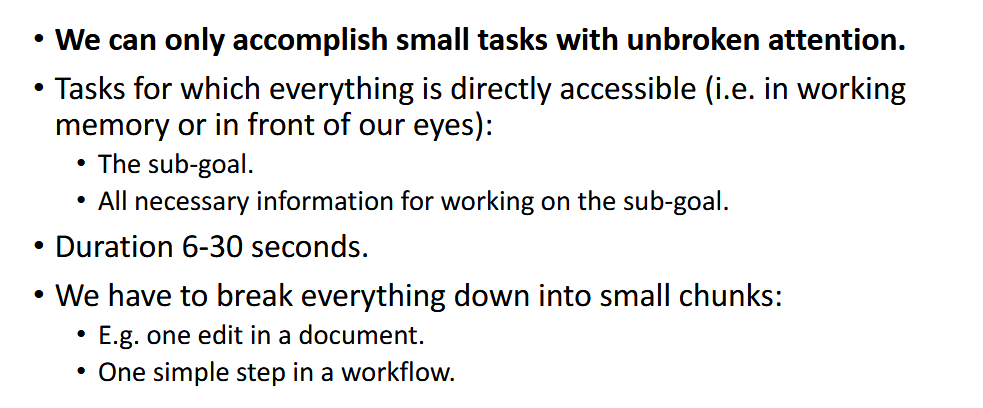 • We can only accomplish small tasks with unbroken attention.
• Tasks for which everything is directly accessible (i.e. in working
memory or in front of our eyes):
• The sub-goal.
• All necessary information for working on the sub-goal.
• Duration 6-30 seconds.
• We have to break everything down into small chunks:
• E.g. one edit in a document.
• One simple step in a workflow.